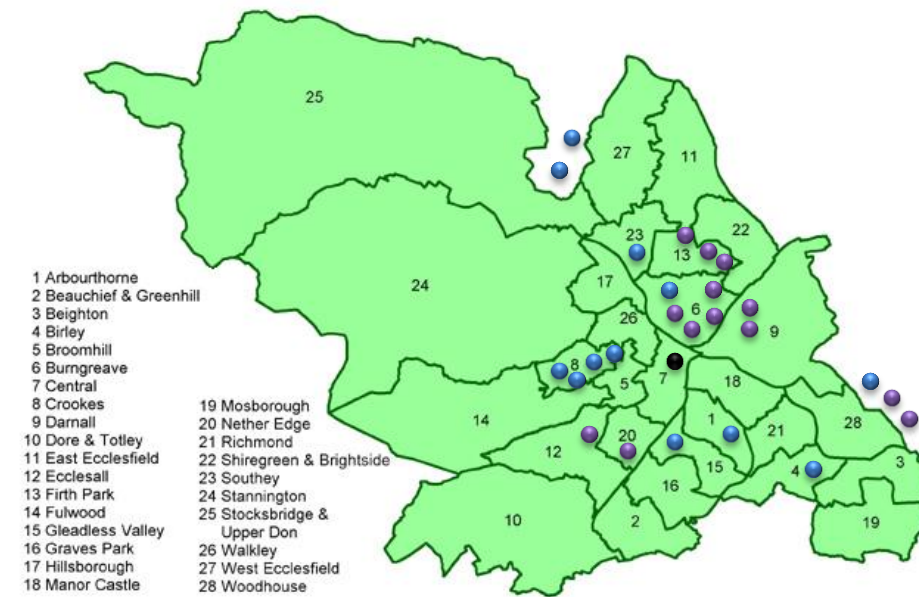 25
27
11
22
23
13
24
17
6
9
26
8
7
5
18
14
1
20
21
28
12
15
4
3
16
10
2
19
1 Arbourthorne
2 Beauchief & Greenhill
3 Beighton
4 Birley
5 Broomhill
6 Burngreave
7 Central
8 Crookes
9 Darnall
10 Dore & Totley
11 East Ecclesfield
12 Ecclesall
13 Firth Park
14 Fulwood
15 Gleadless Valley
16 Graves Park
17 Hillsborough
18 Manor Castle
19 Mosborough
20 Nether Edge
21 Richmond
22 Shiregreen & Brightside
23 Southey
24 Stannington
25 Stocksbridge &
Upper Don
26 Walkley
27 West Ecclesfield
28 Woodhouse